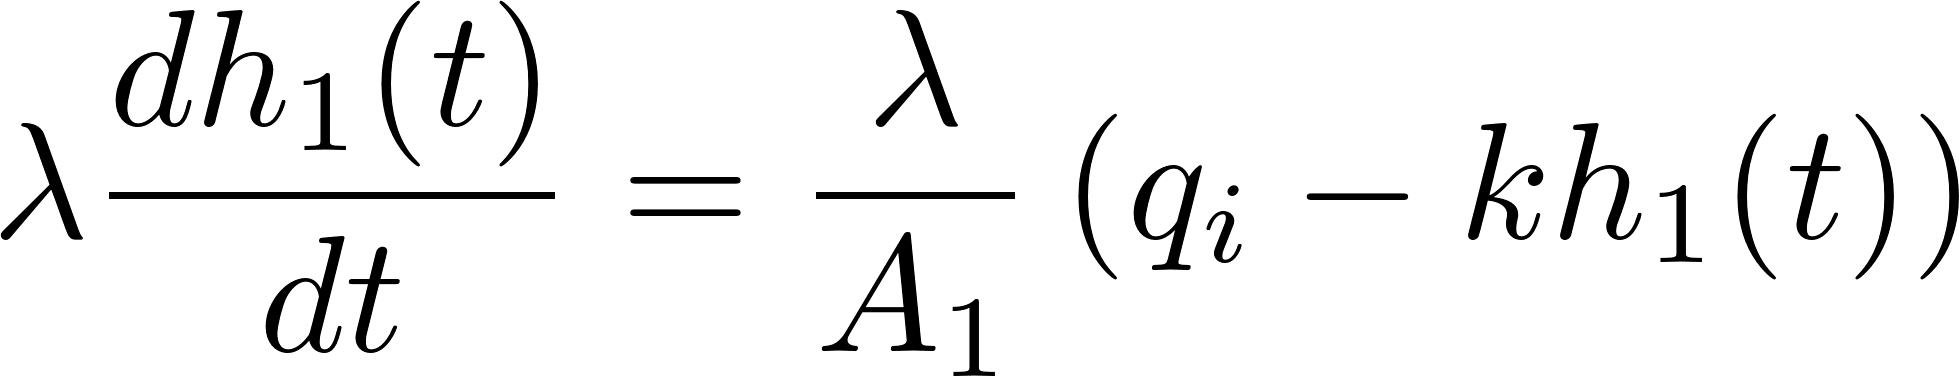 λ dh₁(t)/dt = λ/A₁ (qᵢ − kh₁(t))